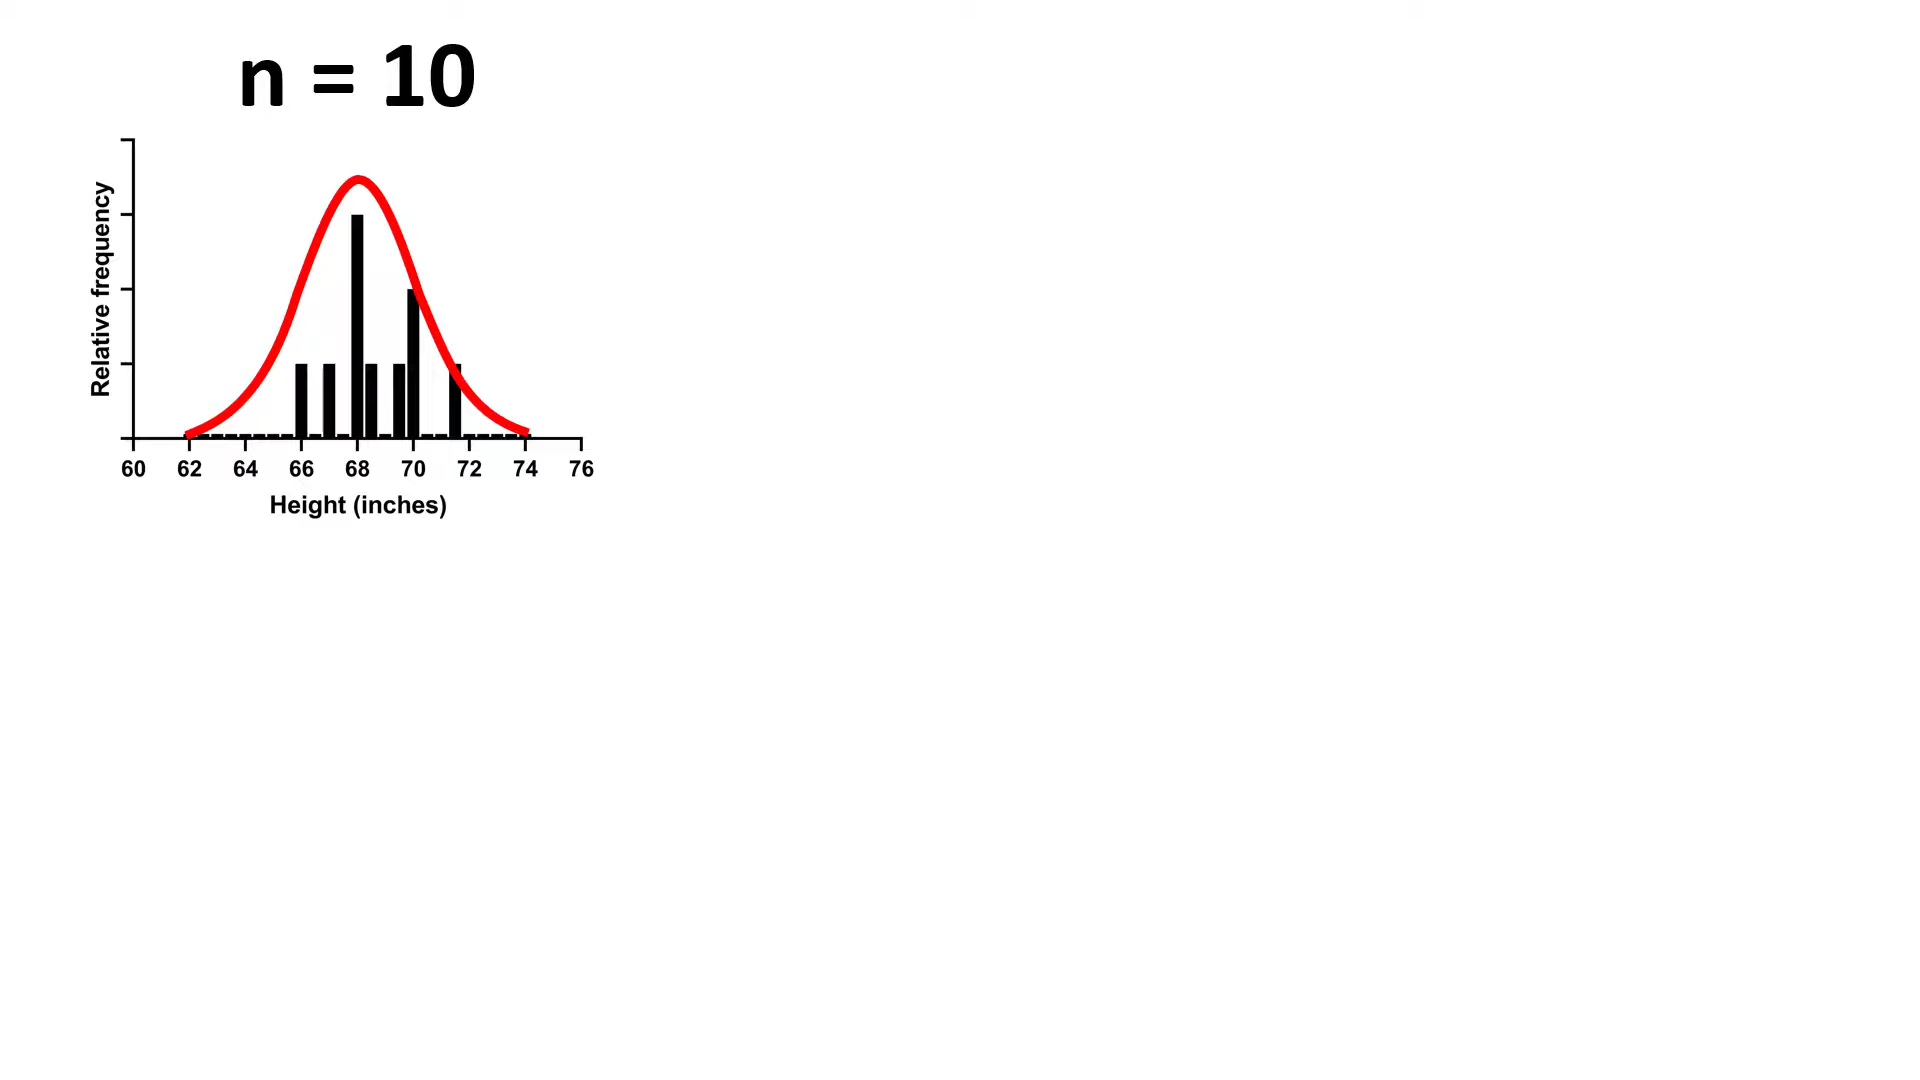 n = 10
Relative frequency
60 62 64 66 68 70 72 74 76
Height (inches)